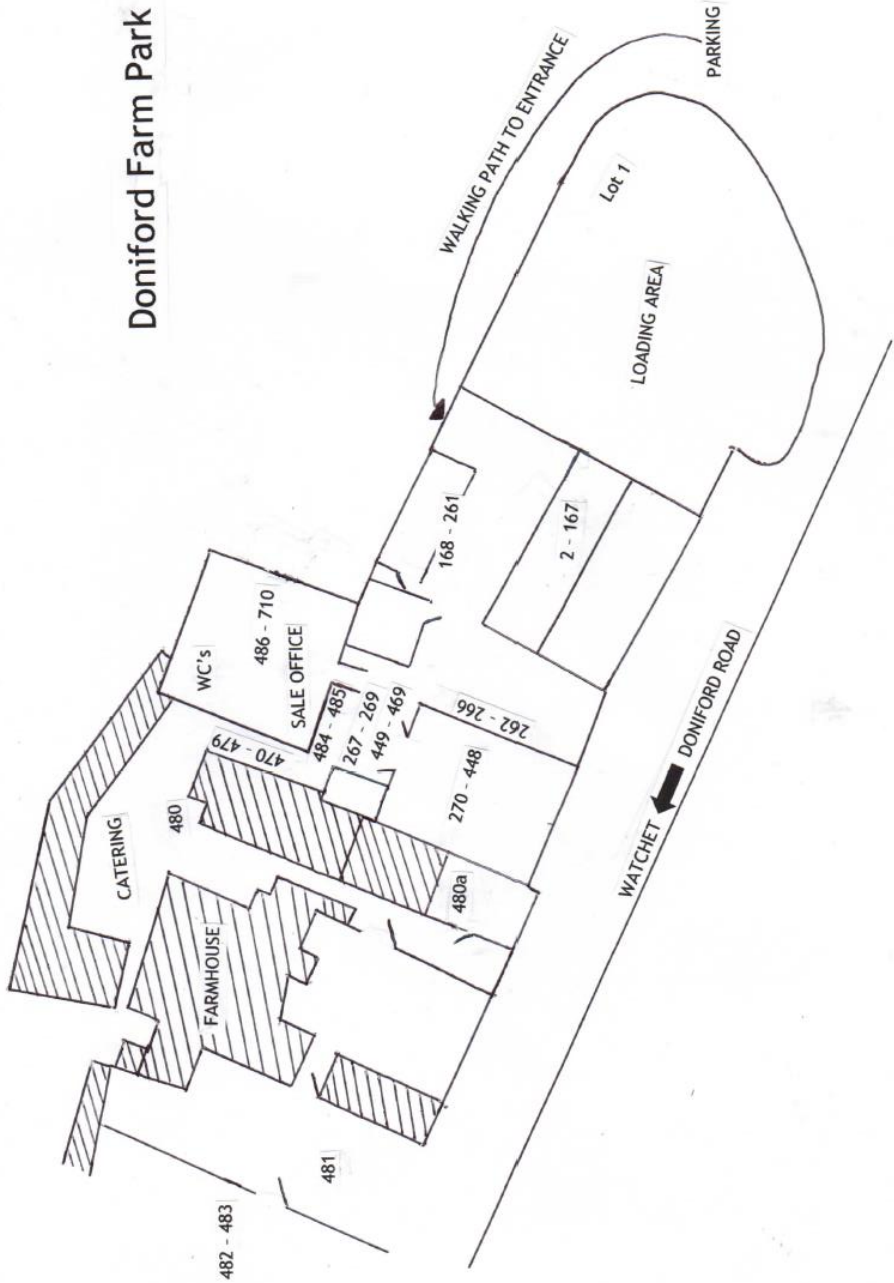 Doniford Farm Park
482 - 483
481
FARMHOUSE
CATERING
480
480a
470 - 479
WC's
486 - 710
SALE OFFICE
484 - 485
267 - 269
449 - 469
270 - 448
262 - 266
168 - 261
2 - 167
WALKING PATH TO ENTRANCE
PARKING
Lot 1
LOADING AREA
WATCHET
DONIFORD ROAD